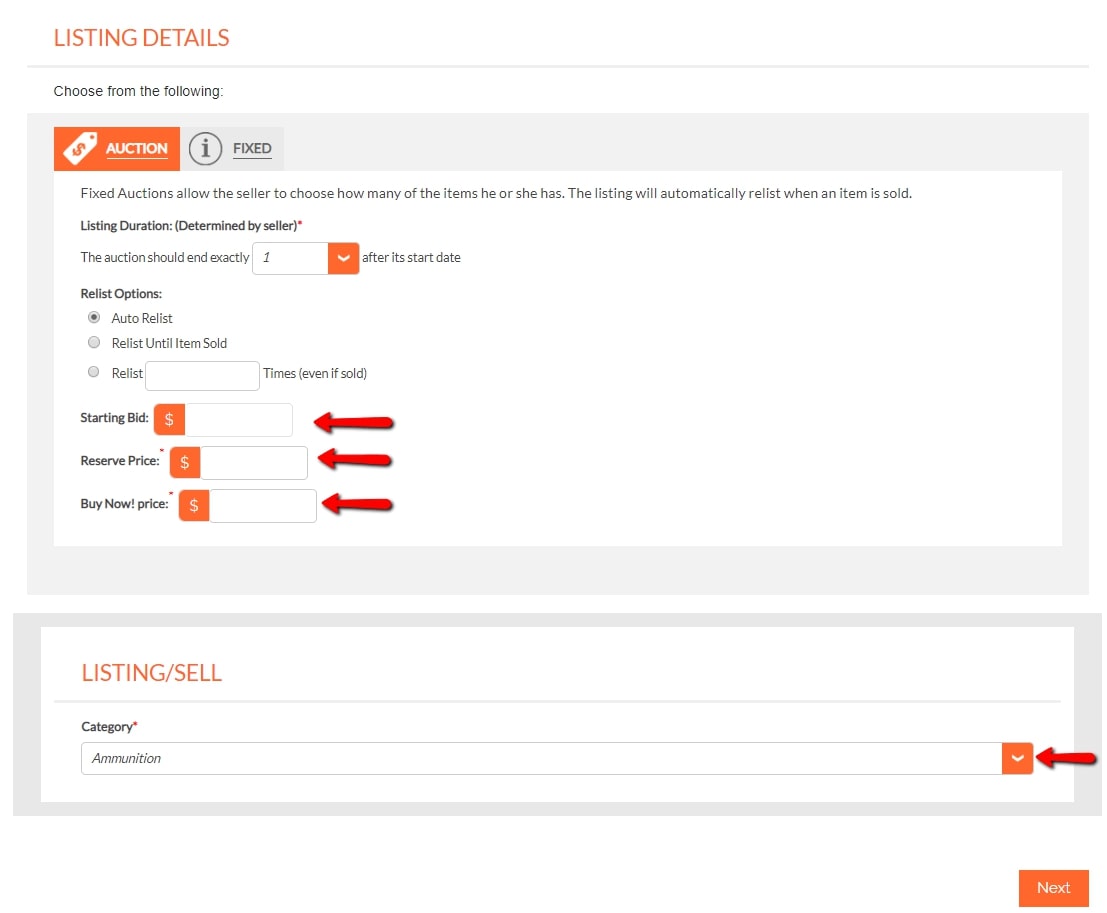 LISTING DETAILS
Choose from the following:
AUCTION
i FIXED
Fixed Auctions allow the seller to choose how many of the items he or she has. The listing will automatically relist when an item is sold.
Listing Duration: (Determined by seller)*
The auction should end exactly 1 after its start date
Relist Options:
Auto Relist
Relist Until Item Sold
Relist Times (even if sold)
Starting Bid: $
Reserve Price:* $
Buy Now! price:* $
LISTING/SELL
Category*
Ammunition
Next